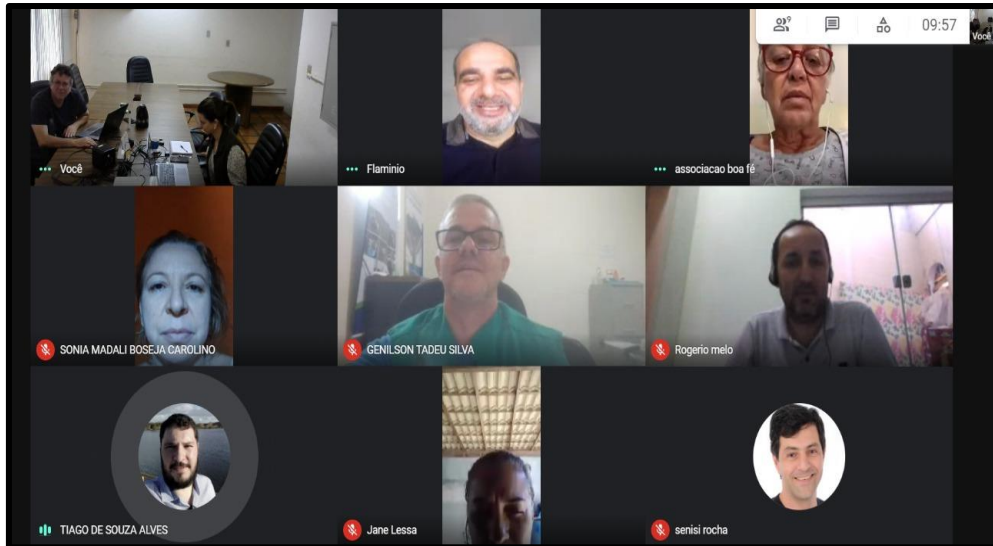 9
09:57
Você
Você
Flaminio
associacao boa fé
SONIA MADALI BOSEJA CAROLINO
GENILSON TADEU SILVA
Rogerio melo
TIAGO DE SOUZA ALVES
Jane Lessa
senisi rocha